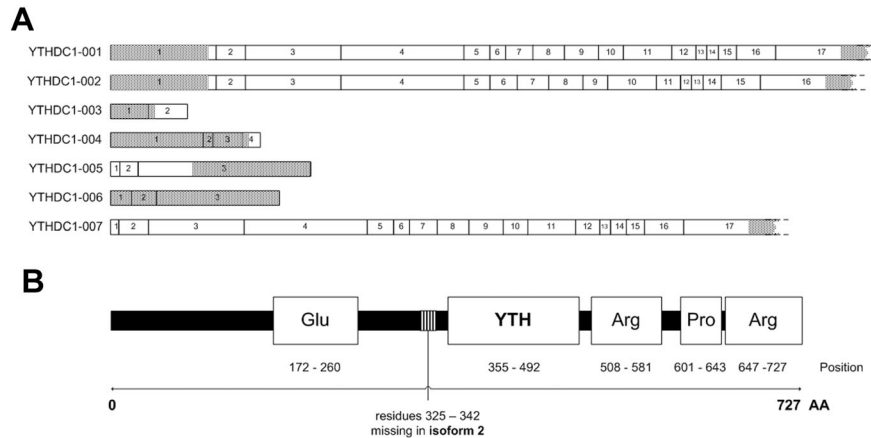 A
YTHDC1-001 1 2 3 4 5 6 7 8 9 10 11 12 13 14 15 16 17
YTHDC1-002 1 2 3 4 5 6 7 8 9 10 11 12 13 14 15 16
YTHDC1-003 1 2
YTHDC1-004 1 2 3 4
YTHDC1-005 1 2 3
YTHDC1-006 1 2 3
YTHDC1-007 1 2 3 4 5 6 7 8 9 10 11 12 13 14 15 16 17
B
Glu YTH Arg Pro Arg
172 - 260 355 - 492 508 - 581 601 - 643 647 -727 Position
0 727 AA
residues 325 – 342
missing in isoform 2